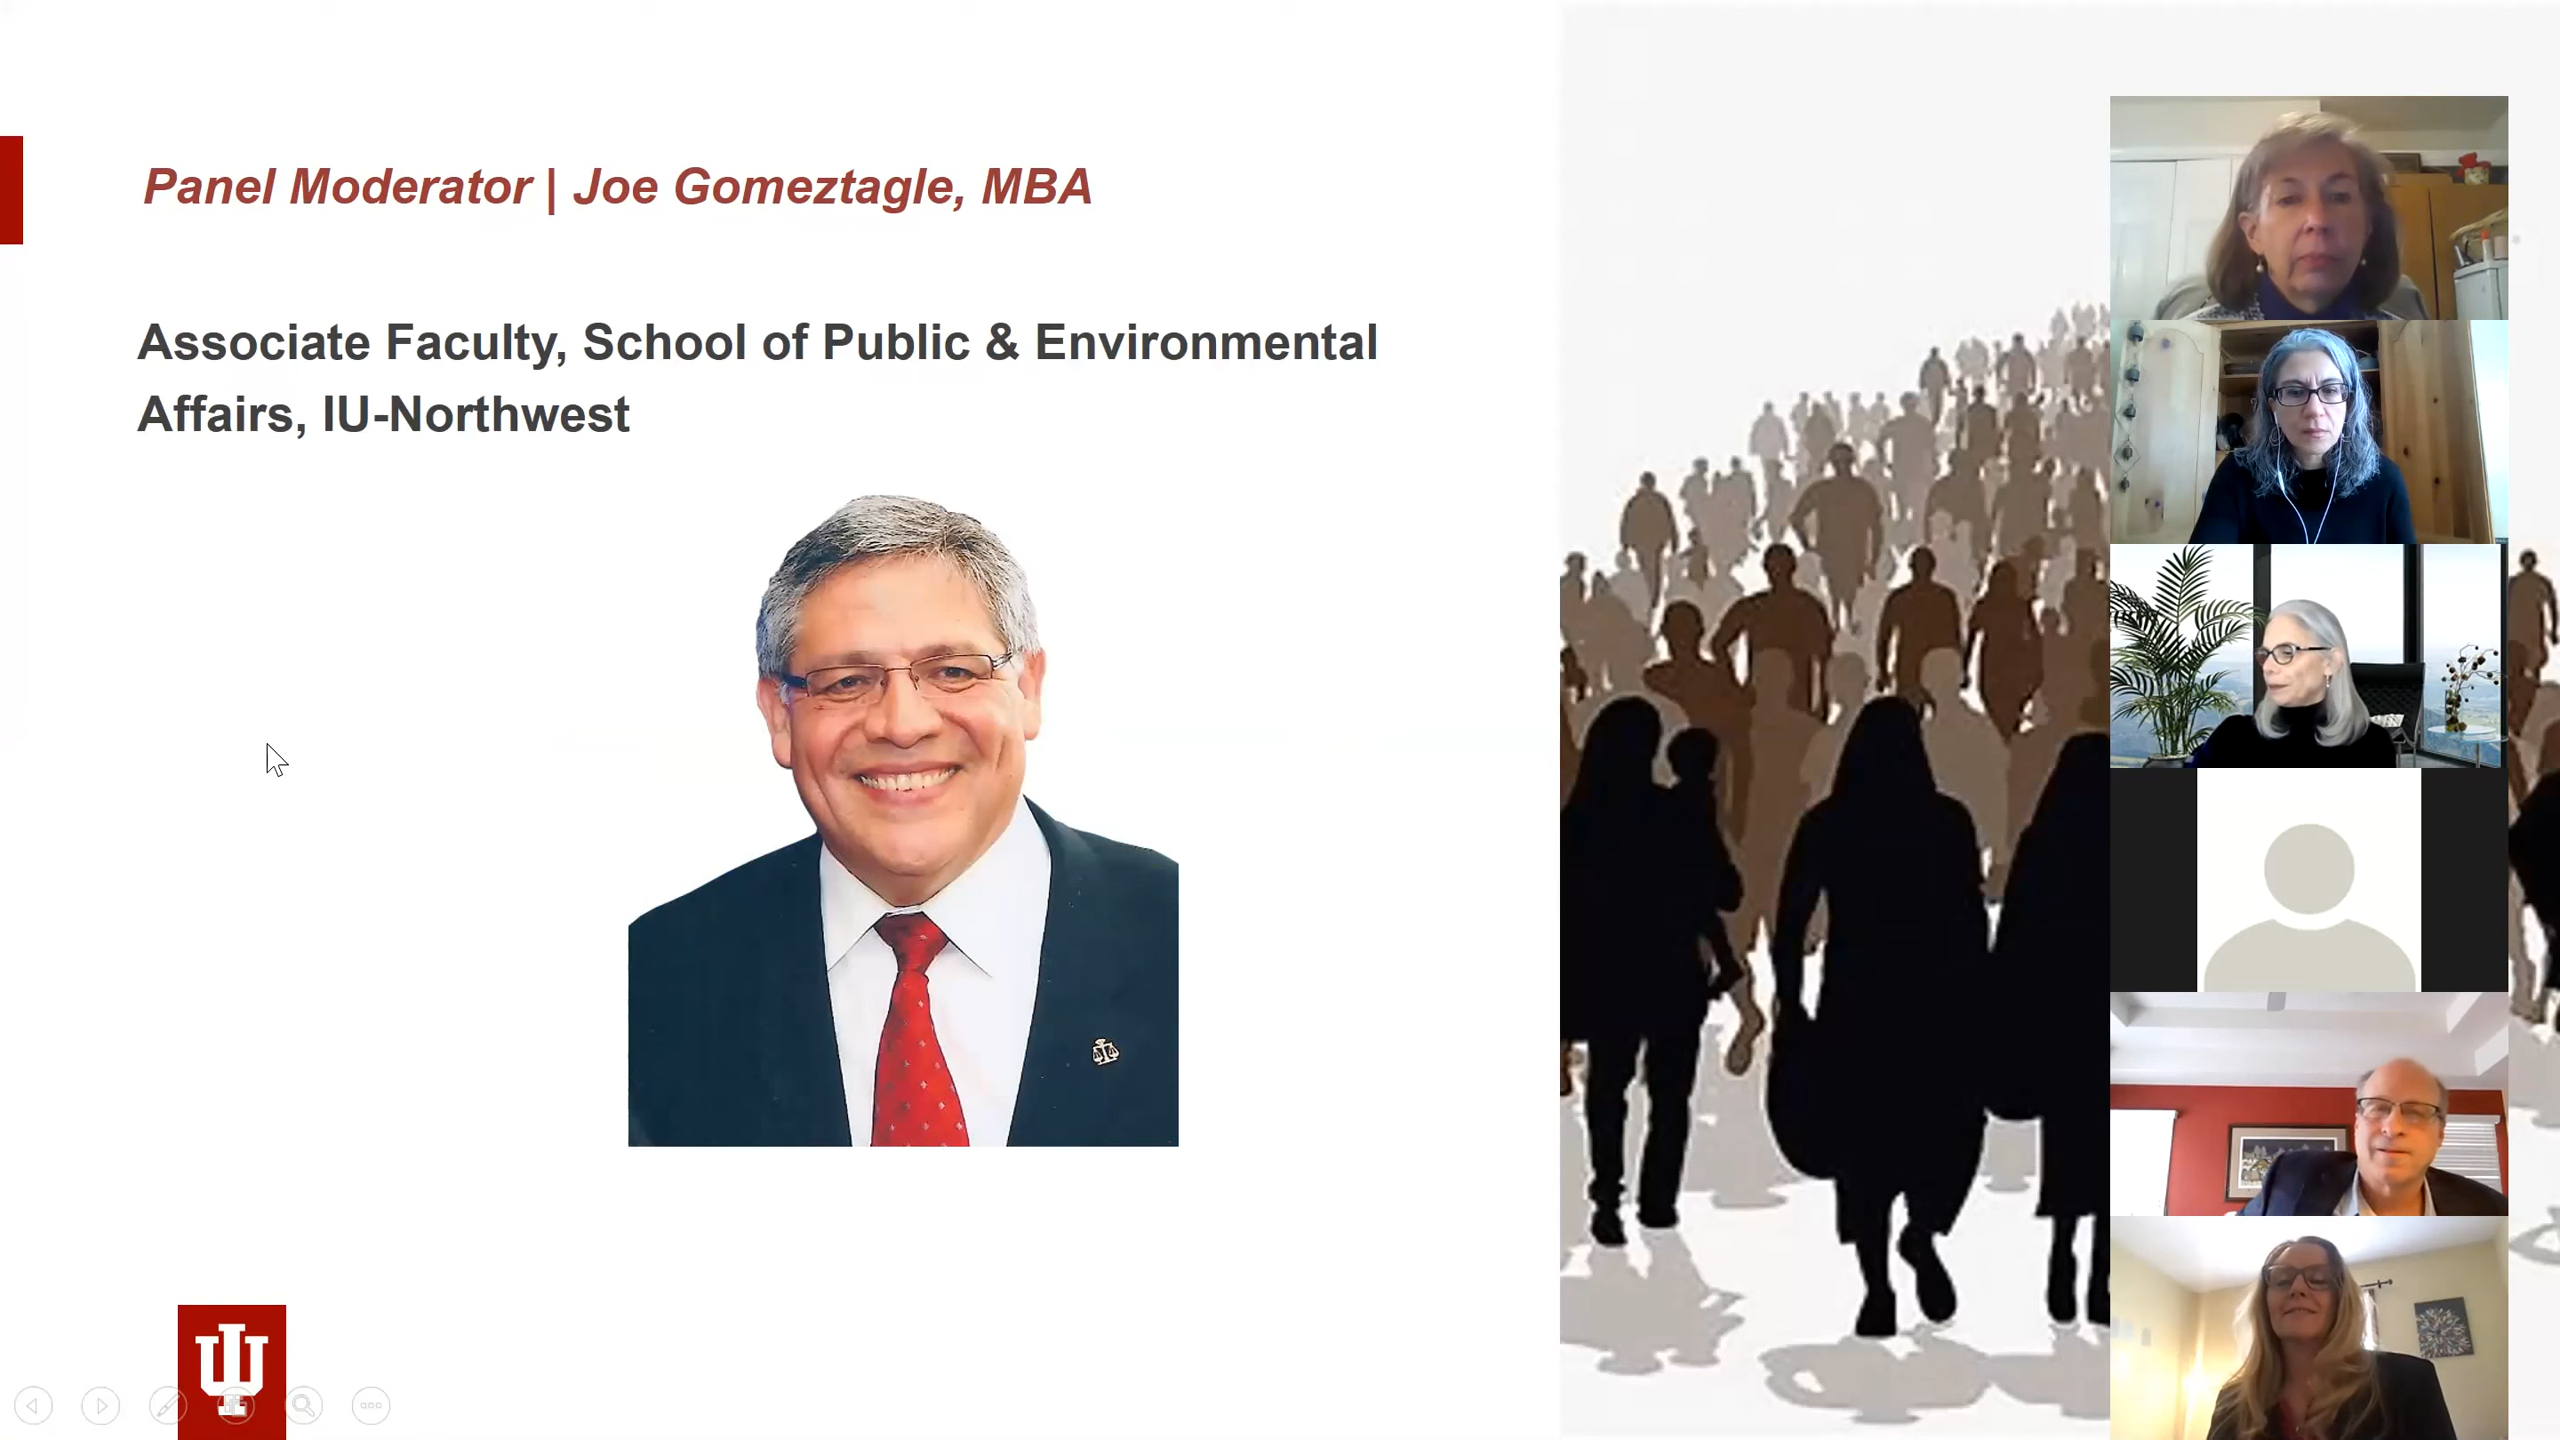 Panel Moderator | Joe Gomeztagle, MBA
Associate Faculty, School of Public & Environmental
Affairs, IU-Northwest